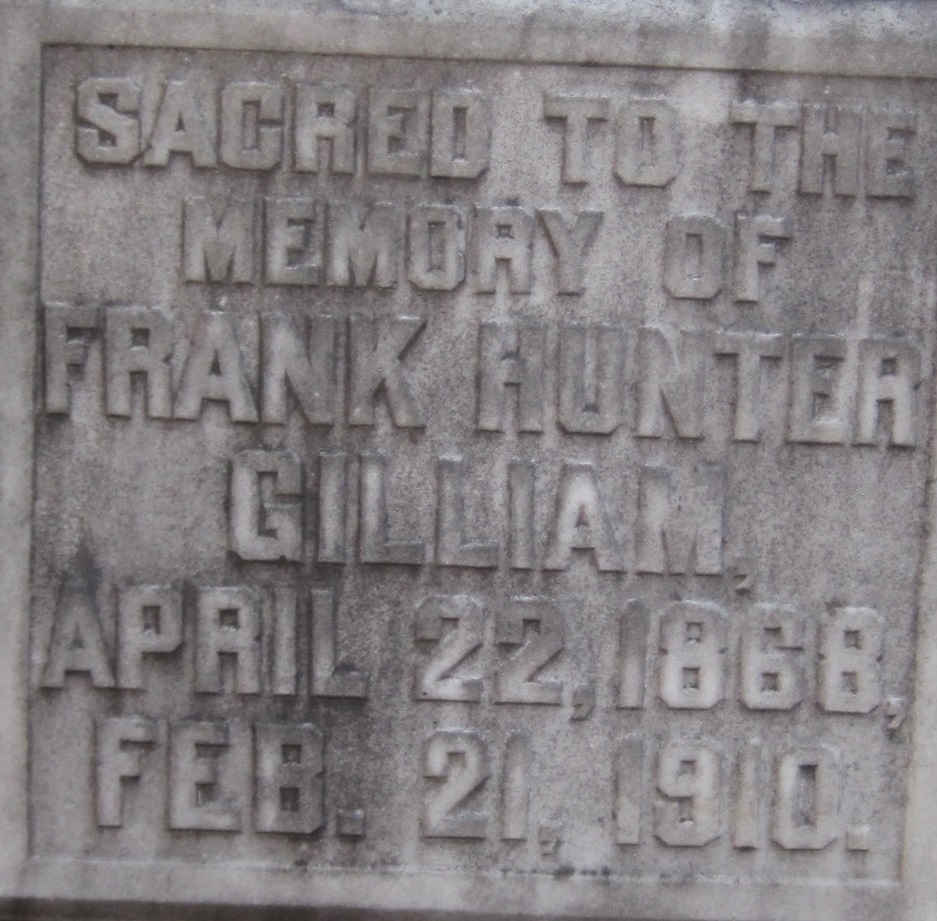 SACRED TO THE
MEMORY OF
FRANK HUNTER
GILLIAM,
APRIL 22, 1868,
FEB. 21, 1910.